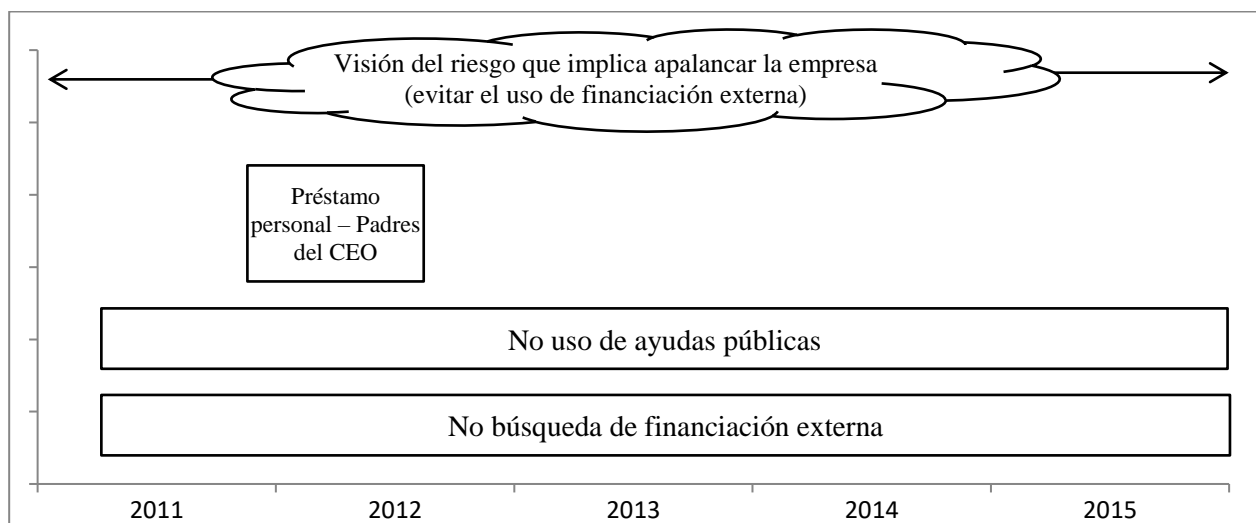 Visión del riesgo que implica apalancar la empresa
(evitar el uso de financiación externa)
Préstamo
personal – Padres
del CEO
No uso de ayudas públicas
No búsqueda de financiación externa
2011 2012 2013 2014 2015